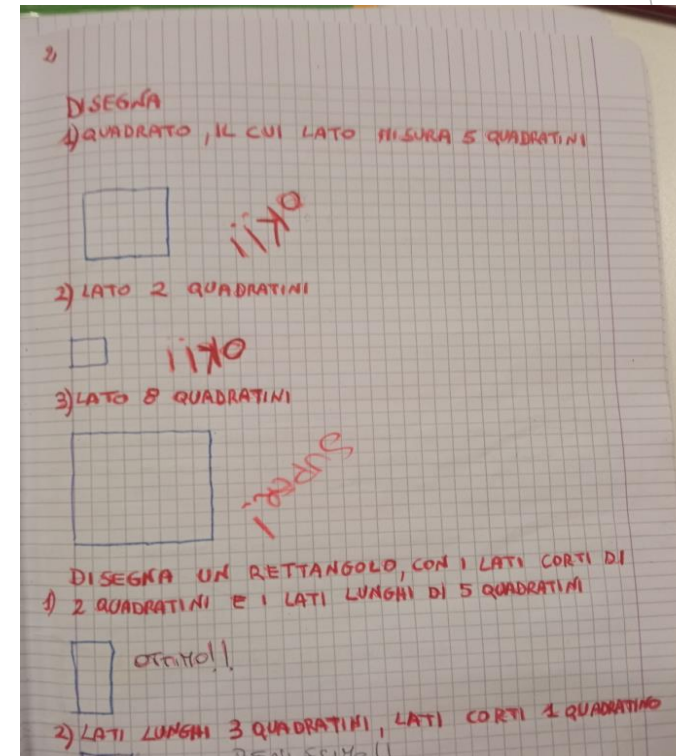 2)
DISEGNA
1) QUADRATO, IL CUI LATO MISURA 5 QUADRATINI
OKII
2) LATO 2 QUADRATINI
OKII
3) LATO 8 QUADRATINI
SUPER!
DISEGNA UN RETTANGOLO, CON I LATI CORTI DI
1) 2 QUADRATINI E I LATI LUNGHI DI 5 QUADRATINI
OTTIMO!!
2) LATI LUNGHI 3 QUADRATINI, LATI CORTI 1 QUADRATINO